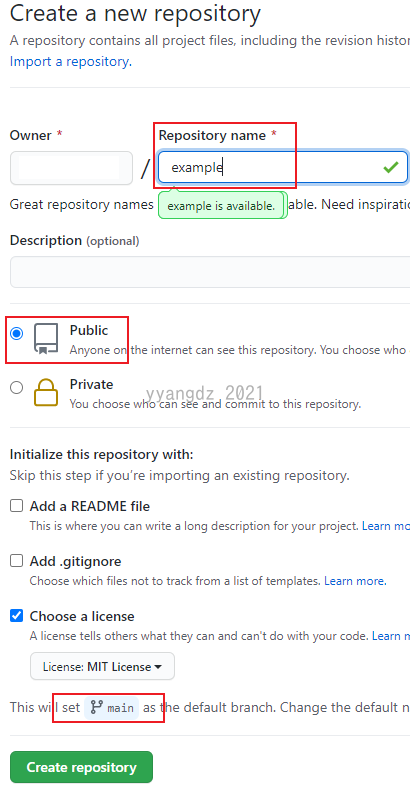 Create a new repository
A repository contains all project files, including the revision histor
Import a repository.
Owner *
Repository name *
/
example
Great repository names
example is available.
able. Need inspiratio
Description (optional)
Public
Anyone on the internet can see this repository. You choose who
Private
You choose who can see and commit to this repository.
yyangdz 2021
Initialize this repository with:
Skip this step if you're importing an existing repository.
Add a README file
This is where you can write a long description for your project. Learn mo
Add .gitignore
Choose which files not to track from a list of templates. Learn more.
Choose a license
A license tells others what they can and can't do with your code. Learn m
License: MIT License
This will set main as the default branch. Change the default n
Create repository